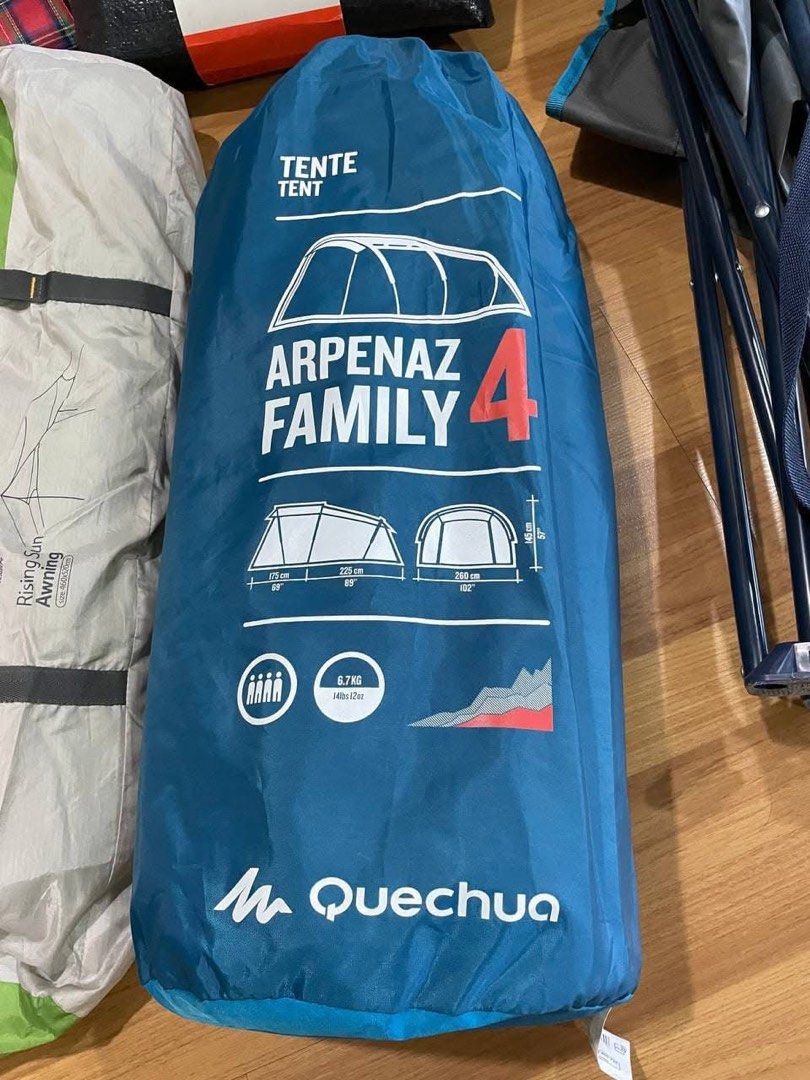 TENTE
TENT
ARPENAZ
FAMILY 4
175 cm
69"
225 cm
89"
260 cm
102"
145 cm
57"
6.7 KG
14lbs 12oz
Quechua
Rising Sun
Awning